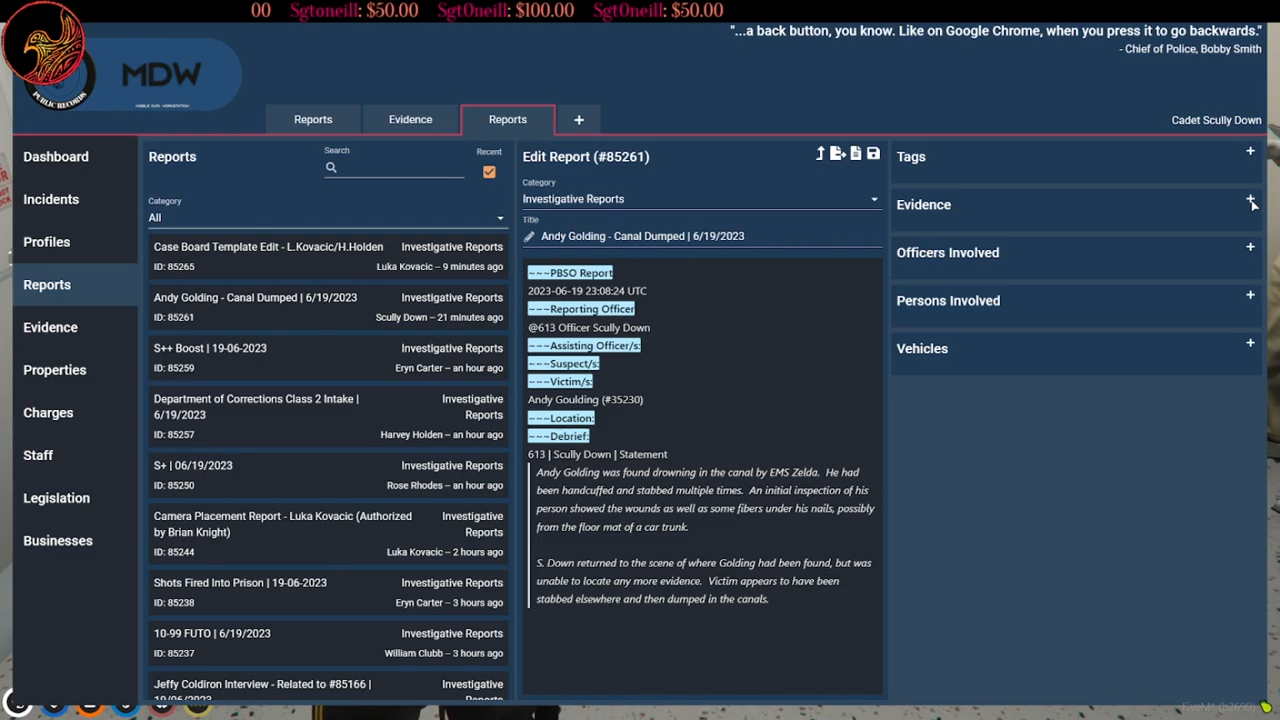 00 Sgtoneill: $50.00 SgtOneill: $100.00 SgtOneill: $50.00
"...a back button, you know. Like on Google Chrome, when you press it to go backwards."
- Chief of Police, Bobby Smith
PUBLIC RECORDS
MDW
MOBILE DATA WORKSTATION
Reports
Evidence
Reports
+
Cadet Scully Down
Dashboard
Incidents
Profiles
Reports
Evidence
Properties
Charges
Staff
Legislation
Businesses
Reports
Search
Recent
Category
All
Case Board Template Edit - L.Kovacic/H.Holden Investigative Reports
ID: 85265 Luka Kovacic – 9 minutes ago
Andy Golding - Canal Dumped | 6/19/2023 Investigative Reports
ID: 85261 Scully Down – 21 minutes ago
S++ Boost | 19-06-2023 Investigative Reports
ID: 85259 Eryn Carter – an hour ago
Department of Corrections Class 2 Intake | Investigative
6/19/2023 Reports
ID: 85257 Harvey Holden – an hour ago
S+ | 06/19/2023 Investigative
Reports
ID: 85250 Rose Rhodes – an hour ago
Camera Placement Report - Luka Kovacic (Authorized Investigative
by Brian Knight) Reports
ID: 85244 Luka Kovacic – 2 hours ago
Shots Fired Into Prison | 19-06-2023 Investigative Reports
ID: 85238 Eryn Carter – 3 hours ago
10-99 FUTO | 6/19/2023 Investigative Reports
ID: 85237 William Clubb – 3 hours ago
Jeffy Coldiron Interview - Related to #85166 | Investigative
19/06/2023 Reports
Edit Report (#85261)
Category
Investigative Reports
Title
Andy Golding - Canal Dumped | 6/19/2023
~~~PBSO Report
2023-06-19 23:08:24 UTC
~~~Reporting Officer
@613 Officer Scully Down
~~~Assisting Officer/s:
~~~Suspect/s:
~~~Victim/s:
Andy Goulding (#35230)
~~~Location:
~~~Debrief:
613 | Scully Down | Statement
Andy Golding was found drowning in the canal by EMS Zelda. He had
been handcuffed and stabbed multiple times. An initial inspection of his
person showed the wounds as well as some fibers under his nails, possibly
from the floor mat of a car trunk.
S. Down returned to the scene of where Golding had been found, but was
unable to locate any more evidence. Victim appears to have been
stabbed elsewhere and then dumped in the canals.
Tags +
Evidence +
Officers Involved +
Persons Involved +
Vehicles +
FiveM* (b2699)